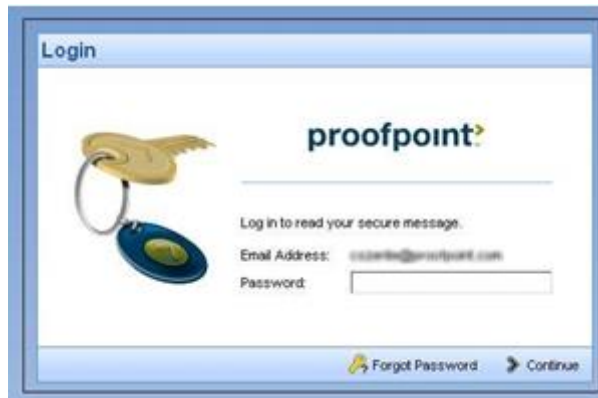 Login
proofpoint
Log in to read your secure message.
Email Address:
Password:
Forgot Password
Continue